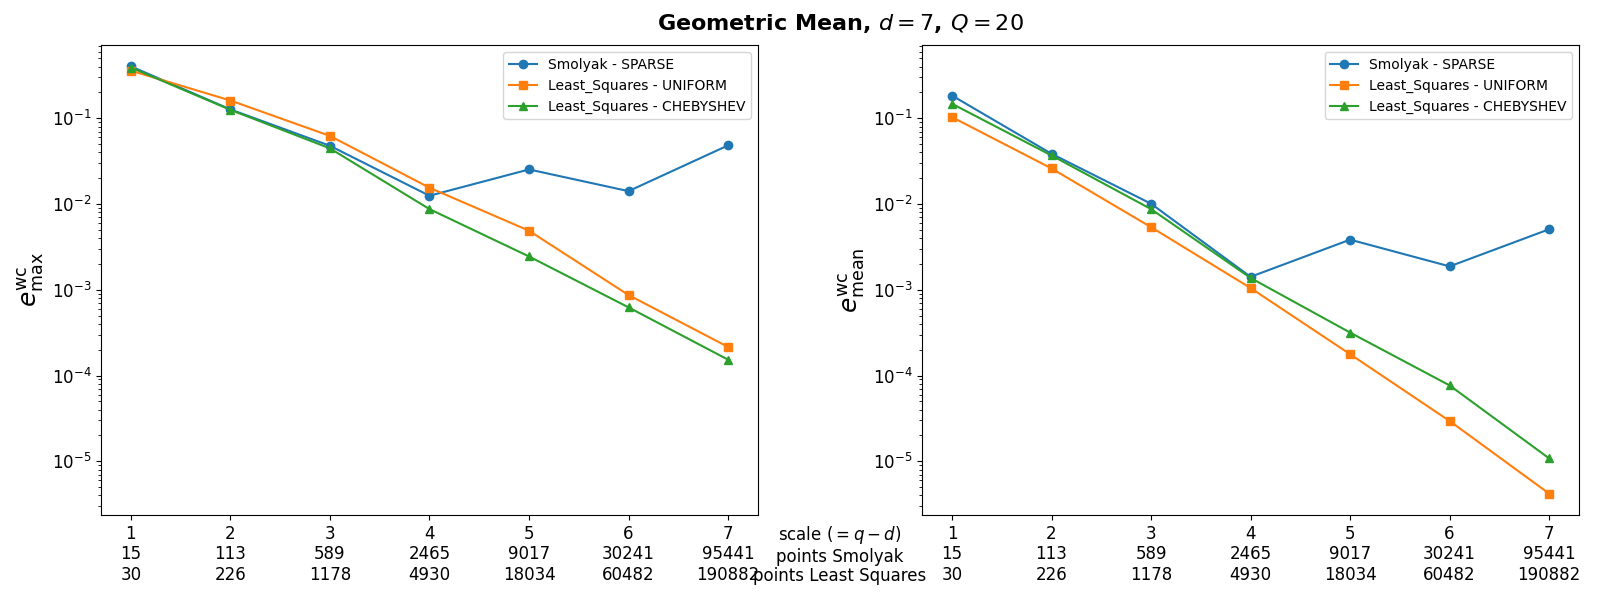 Geometric Mean, d = 7, Q = 20
Smolyak - SPARSE
Least_Squares - UNIFORM
Least_Squares - CHEBYSHEV
10⁻¹
10⁻²
10⁻³
10⁻⁴
10⁻⁵
e^wc_max
1 2 3 4 5 6 7
15 113 589 2465 9017 30241 95441
30 226 1178 4930 18034 60482 190882
scale (= q − d)
points Smolyak
points Least Squares
Smolyak - SPARSE
Least_Squares - UNIFORM
Least_Squares - CHEBYSHEV
10⁻¹
10⁻²
10⁻³
10⁻⁴
10⁻⁵
e^wc_mean
1 2 3 4 5 6 7
15 113 589 2465 9017 30241 95441
30 226 1178 4930 18034 60482 190882